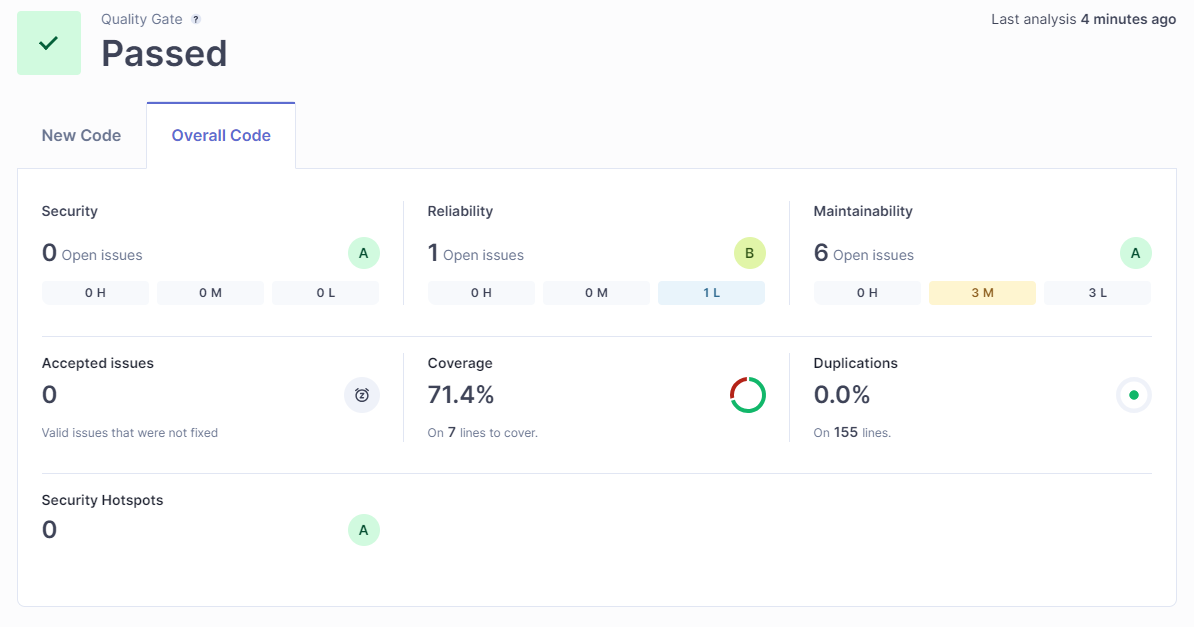 Quality Gate ?
Last analysis 4 minutes ago
Passed
New Code
Overall Code
Security
0 Open issues
A
0 H
0 M
0 L
Reliability
1 Open issues
B
0 H
0 M
1 L
Maintainability
6 Open issues
A
0 H
3 M
3 L
Accepted issues
0
Valid issues that were not fixed
Coverage
71.4%
On 7 lines to cover.
Duplications
0.0%
On 155 lines.
Security Hotspots
0
A